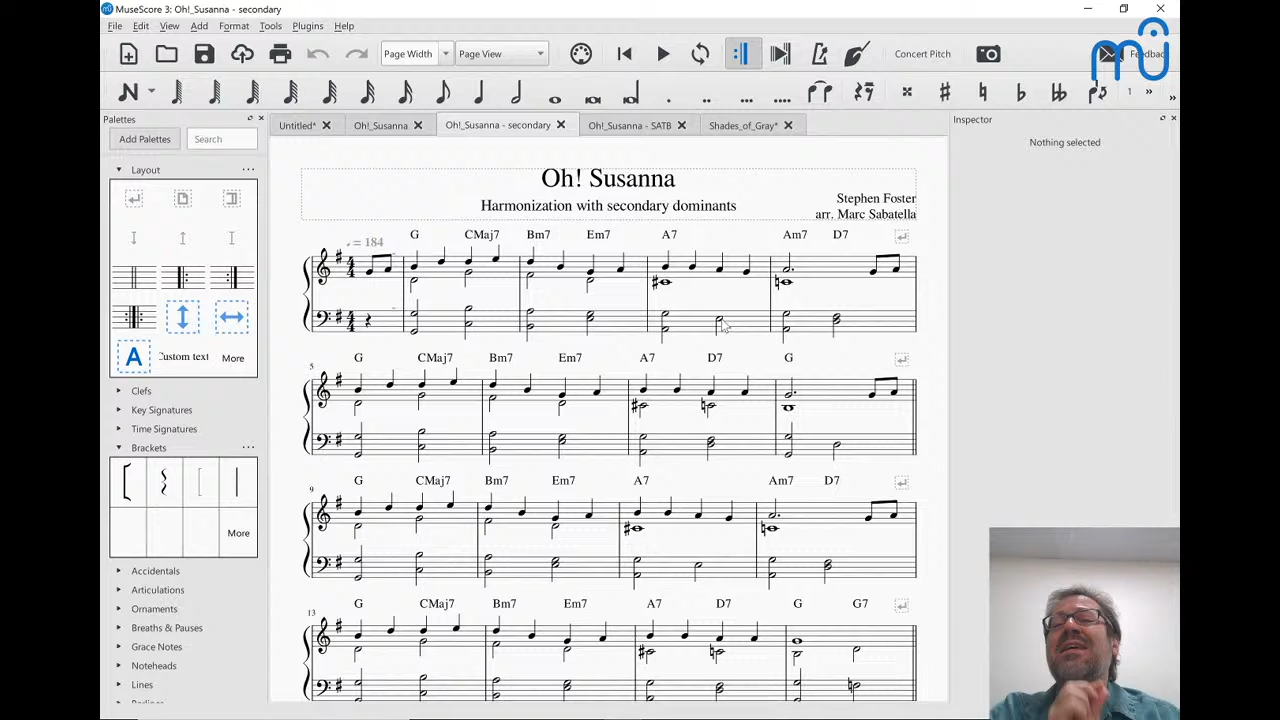 MuseScore 3: Oh!_Susanna - secondary
File Edit View Add Format Tools Plugins Help
Page Width Page View Concert Pitch Feedback
1 » »
Palettes
Untitled* Oh!_Susanna Oh!_Susanna - secondary Oh!_Susanna - SATB Shades_of_Gray*
Inspector
Add Palettes Search
Nothing selected
Layout
A Custom text More
Clefs
Key Signatures
Time Signatures
Brackets
More
Accidentals
Articulations
Ornaments
Breaths & Pauses
Grace Notes
Noteheads
Lines
Oh! Susanna
Harmonization with secondary dominants
Stephen Foster
arr. Marc Sabatella
= 184
G CMaj7 Bm7 Em7 A7 Am7 D7
G CMaj7 Bm7 Em7 A7 D7 G
5
G CMaj7 Bm7 Em7 A7 Am7 D7
9
G CMaj7 Bm7 Em7 A7 D7 G G7
13